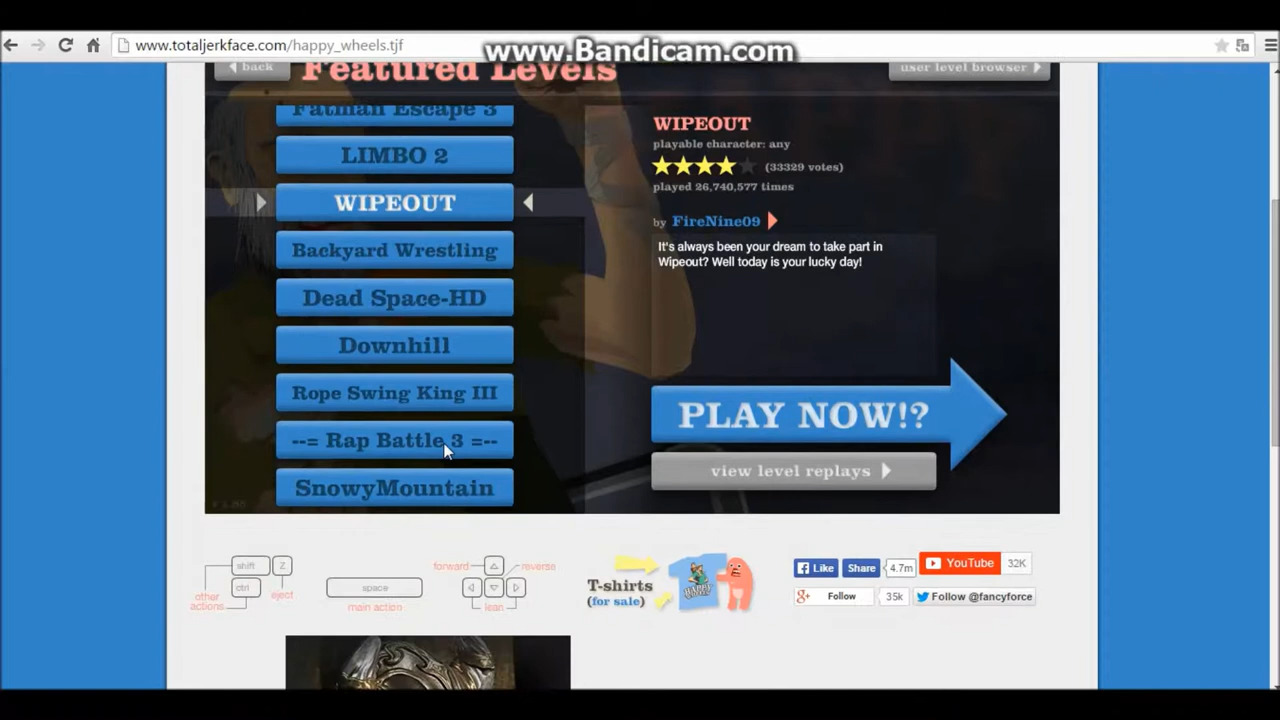 www.totaljerkface.com/happy_wheels.tjf
www.Bandicam.com
back
Featured Levels
user level browser
Fatman Escape 3
LIMBO 2
WIPEOUT
Backyard Wrestling
Dead Space-HD
Downhill
Rope Swing King III
--= Rap Battle 3 =--
SnowyMountain
WIPEOUT
playable character: any
(33329 votes)
played 26,740,577 times
by FireNine09
It's always been your dream to take part in
Wipeout? Well today is your lucky day!
PLAY NOW!?
view level replays
shift
Z
ctrl
eject
other
actions
space
main action
forward
reverse
lean
T-shirts
(for sale)
HAPPY
WHEELS
Like
Share
4.7m
YouTube
32K
Follow
35k
Follow @fancyforce